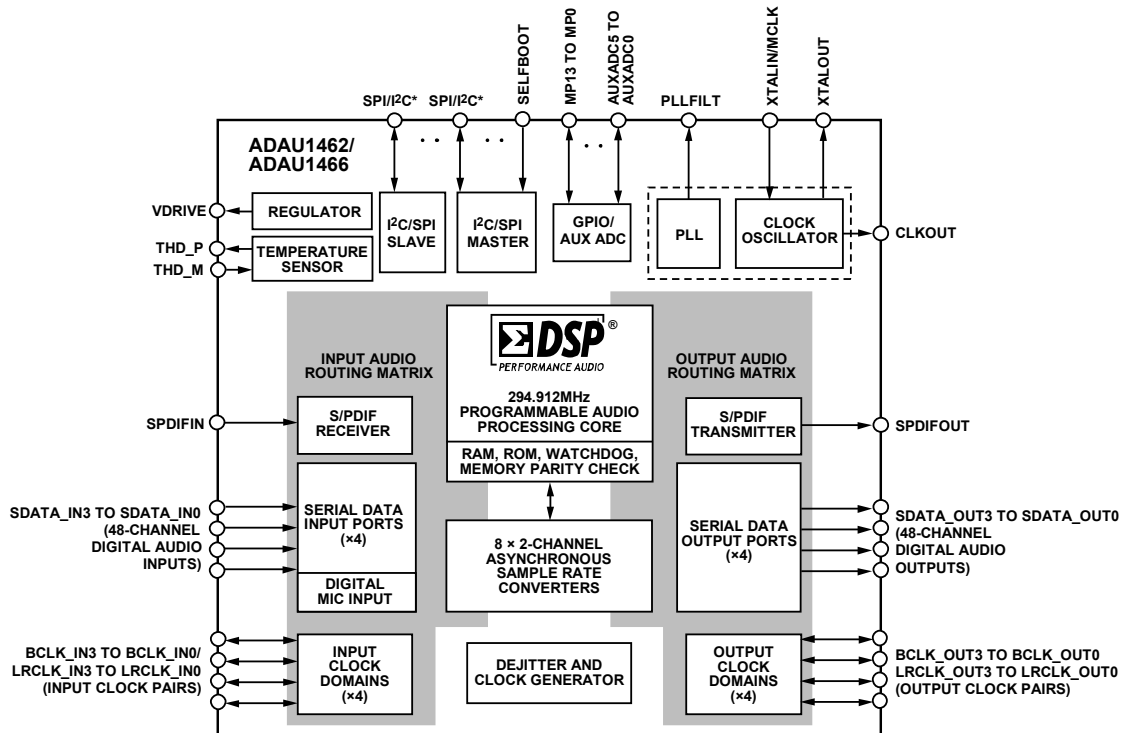 SPI/I²C*
SPI/I²C*
SELFBOOT
MP13 TO MP0
AUXADC5 TO
AUXADC0
PLLFILT
XTALIN/MCLK
XTALOUT
ADAU1462/
ADAU1466
VDRIVE
REGULATOR
THD_P
THD_M
TEMPERATURE
SENSOR
I²C/SPI
SLAVE
I²C/SPI
MASTER
GPIO/
AUX ADC
PLL
CLOCK
OSCILLATOR
CLKOUT
INPUT AUDIO
ROUTING MATRIX
ΣDSP®
PERFORMANCE AUDIO
294.912MHz
PROGRAMMABLE AUDIO
PROCESSING CORE
RAM, ROM, WATCHDOG,
MEMORY PARITY CHECK
OUTPUT AUDIO
ROUTING MATRIX
SPDIFIN
S/PDIF
RECEIVER
S/PDIF
TRANSMITTER
SPDIFOUT
SDATA_IN3 TO SDATA_IN0
(48-CHANNEL
DIGITAL AUDIO
INPUTS)
SERIAL DATA
INPUT PORTS
(×4)
DIGITAL
MIC INPUT
8 × 2-CHANNEL
ASYNCHRONOUS
SAMPLE RATE
CONVERTERS
SERIAL DATA
OUTPUT PORTS
(×4)
SDATA_OUT3 TO SDATA_OUT0
(48-CHANNEL
DIGITAL AUDIO
OUTPUTS)
BCLK_IN3 TO BCLK_IN0/
LRCLK_IN3 TO LRCLK_IN0
(INPUT CLOCK PAIRS)
INPUT
CLOCK
DOMAINS
(×4)
DEJITTER AND
CLOCK GENERATOR
OUTPUT
CLOCK
DOMAINS
(×4)
BCLK_OUT3 TO BCLK_OUT0
LRCLK_OUT3 TO LRCLK_OUT0
(OUTPUT CLOCK PAIRS)